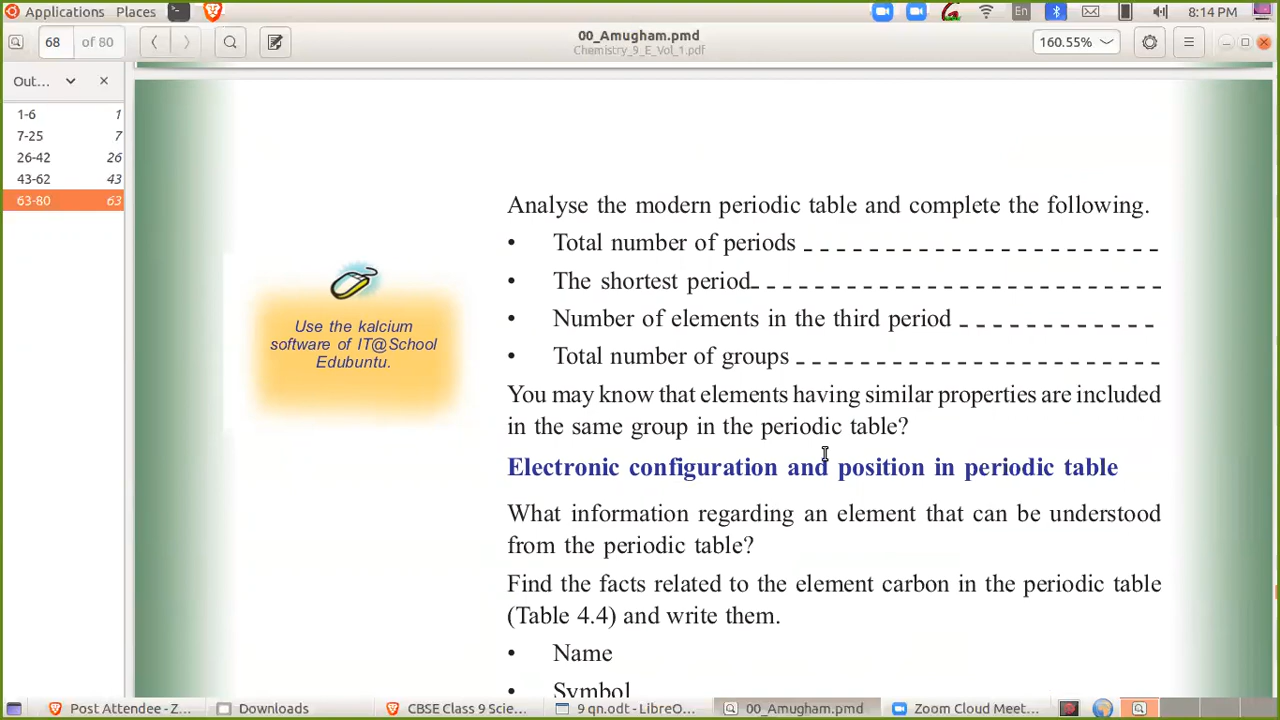 Applications Places En 8:14 PM
68 of 80 00_Amugham.pmd 160.55%
Chemistry_9_E_Vol_1.pdf
Out...
1-6 1
7-25 7
26-42 26
43-62 43
63-80 63
Analyse the modern periodic table and complete the following.
• Total number of periods
• The shortest period
• Number of elements in the third period
• Total number of groups
Use the kalcium
software of IT@School
Edubuntu.
You may know that elements having similar properties are included
in the same group in the periodic table?
Electronic configuration and position in periodic table
What information regarding an element that can be understood
from the periodic table?
Find the facts related to the element carbon in the periodic table
(Table 4.4) and write them.
• Name
• Symbol
Post Attendee - Z... Downloads CBSE Class 9 Scie... 9 qn.odt - LibreO... 00_Amugham.pmd Zoom Cloud Meet...